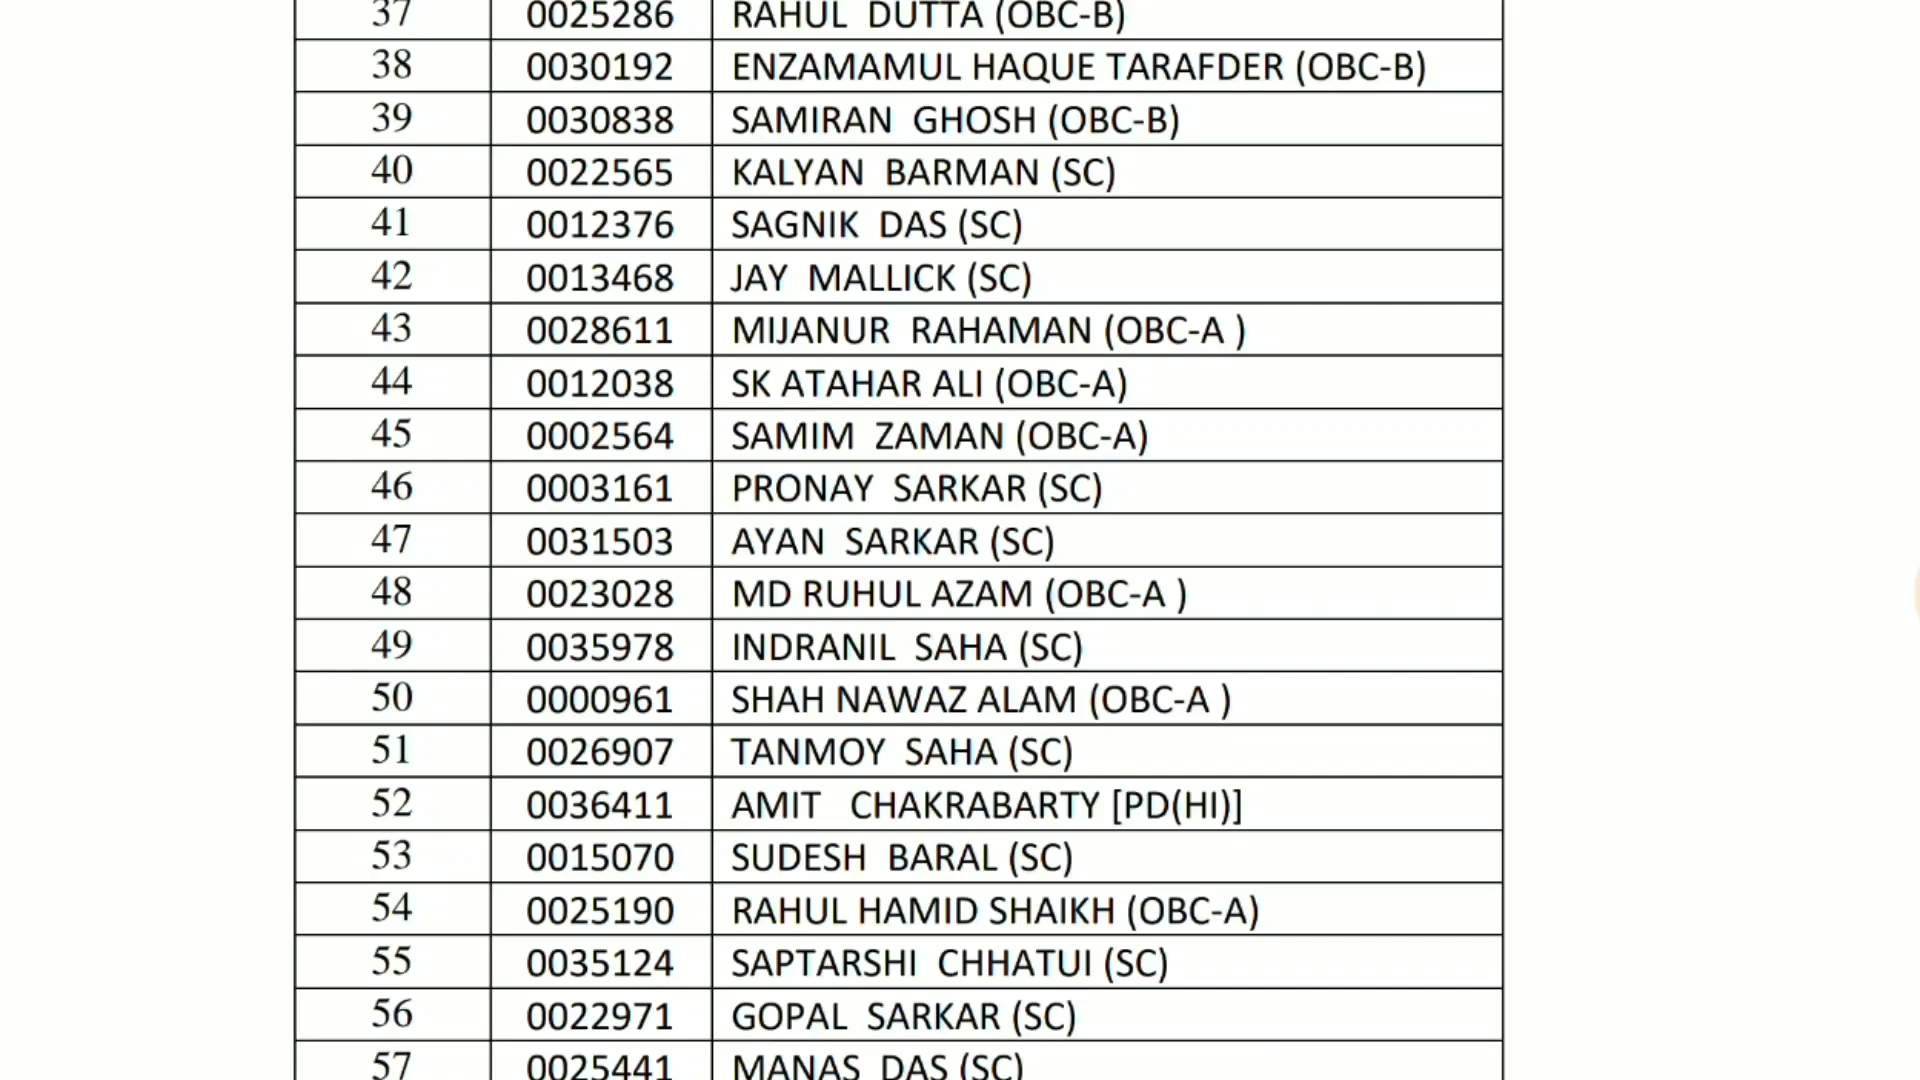 37 0025286 RAHUL DUTTA (OBC-B)
38 0030192 ENZAMAMUL HAQUE TARAFDER (OBC-B)
39 0030838 SAMIRAN GHOSH (OBC-B)
40 0022565 KALYAN BARMAN (SC)
41 0012376 SAGNIK DAS (SC)
42 0013468 JAY MALLICK (SC)
43 0028611 MIJANUR RAHAMAN (OBC-A )
44 0012038 SK ATAHAR ALI (OBC-A)
45 0002564 SAMIM ZAMAN (OBC-A)
46 0003161 PRONAY SARKAR (SC)
47 0031503 AYAN SARKAR (SC)
48 0023028 MD RUHUL AZAM (OBC-A )
49 0035978 INDRANIL SAHA (SC)
50 0000961 SHAH NAWAZ ALAM (OBC-A )
51 0026907 TANMOY SAHA (SC)
52 0036411 AMIT CHAKRABARTY [PD(HI)]
53 0015070 SUDESH BARAL (SC)
54 0025190 RAHUL HAMID SHAIKH (OBC-A)
55 0035124 SAPTARSHI CHHATUI (SC)
56 0022971 GOPAL SARKAR (SC)
57 0025441 MANAS DAS (SC)